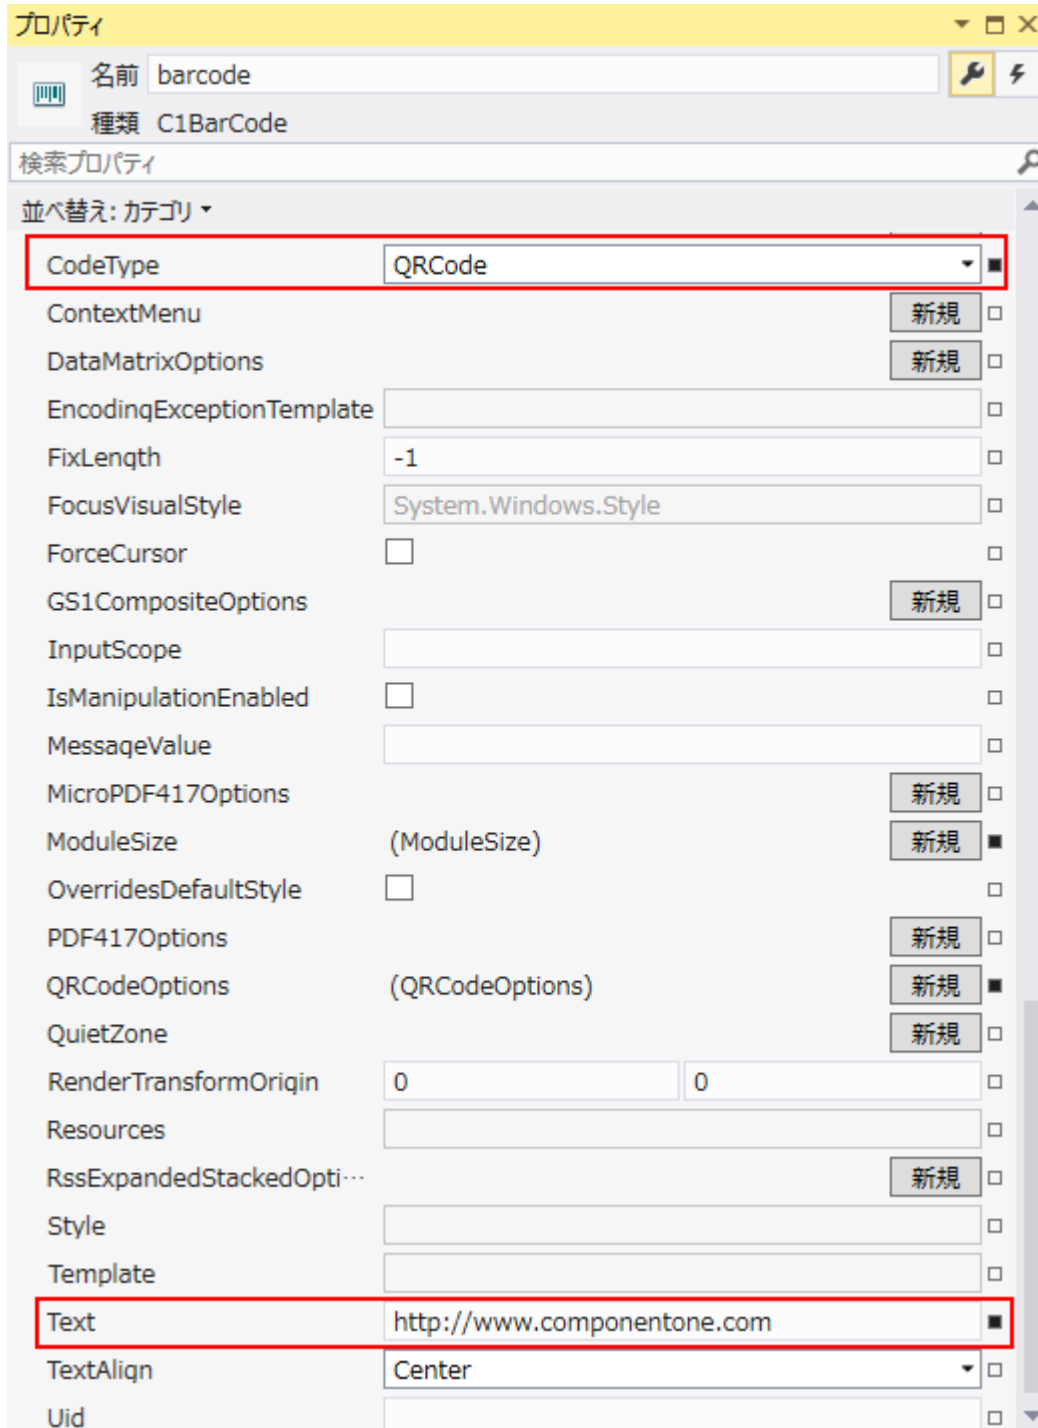 プロパティ
名前 barcode
種類 C1BarCode
検索プロパティ
並べ替え: カテゴリ
CodeType QRCode
ContextMenu 新規
DataMatrixOptions 新規
EncodingExceptionTemplate
FixLength -1
FocusVisualStyle System.Windows.Style
ForceCursor
GS1CompositeOptions 新規
InputScope
IsManipulationEnabled
MessageValue
MicroPDF417Options 新規
ModuleSize (ModuleSize) 新規
OverridesDefaultStyle
PDF417Options 新規
QRCodeOptions (QRCodeOptions) 新規
QuietZone 新規
RenderTransformOrigin 0 0
Resources
RssExpandedStackedOpti… 新規
Style
Template
Text http://www.componentone.com
TextAlign Center
Uid